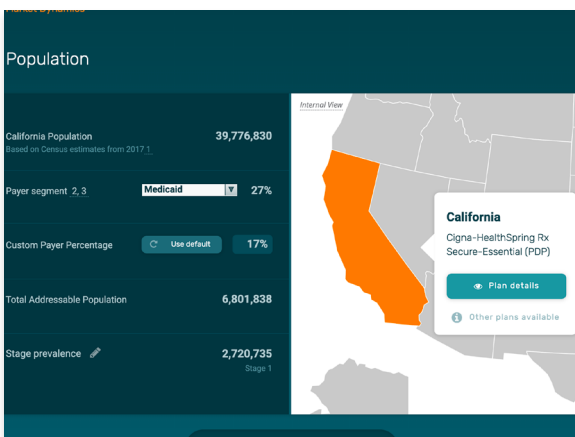 Market Dynamics
Population
California Population 39,776,830
Based on Census estimates from 2017 1
Payer segment 2, 3 Medicaid 27%
Custom Payer Percentage Use default 17%
Total Addressable Population 6,801,838
Stage prevalence 2,720,735
Stage 1
Internal View
California
Cigna-HealthSpring Rx
Secure-Essential (PDP)
Plan details
Other plans available